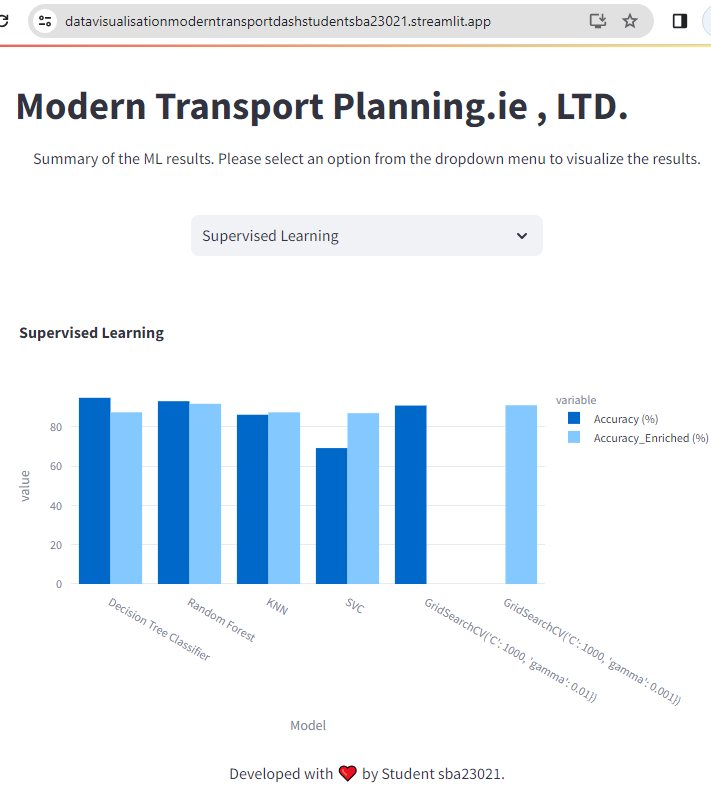 datavisualisationmoderntransportdashstudentsba23021.streamlit.app
Modern Transport Planning.ie , LTD.
Summary of the ML results. Please select an option from the dropdown menu to visualize the results.
Supervised Learning
Supervised Learning
variable
Accuracy (%)
Accuracy_Enriched (%)
value
80
60
40
20
0
Decision Tree Classifier
Random Forest
KNN
SVC
GridSearchCV('C': 1000, 'gamma': 0.01})
GridSearchCV('C': 1000, 'gamma': 0.001})
Model
Developed with ❤️ by Student sba23021.